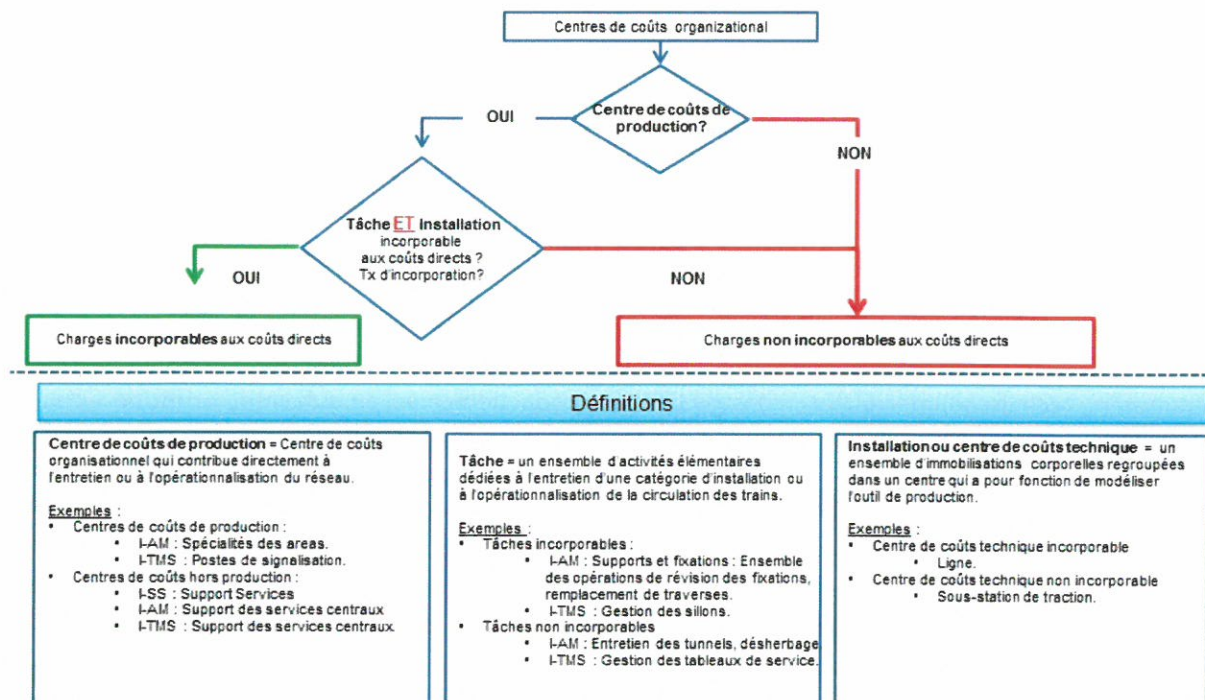 Centres de coûts organizational
Centre de coûts de
production?
OUI
NON
Tâche ET Installation
incorporable
aux coûts directs ?
Tx d'incorporation?
OUI
NON
Charges incorporables aux coûts directs
Charges non incorporables aux coûts directs
Définitions
Centre de coûts de production = Centre de coûts
organisationnel qui contribue directement à
l'entretien ou à l'opérationnalisation du réseau.
Exemples :
• Centres de coûts de production :
• I-AM : Spécialités des areas.
• I-TMS : Postes de signalisation.
• Centres de coûts hors production :
• I-SS : Support Services
• I-AM : Support des services centraux
• I-TMS : Support des services centraux.
Tâche = un ensemble d'activités élémentaires
dédiées à l'entretien d'une catégorie d'installation ou
à l'opérationnalisation de la circulation des trains.
Exemples :
• Tâches incorporables :
• I-AM : Supports et fixations : Ensemble
des opérations de révision des fixations,
remplacement de traverses.
• I-TMS : Gestion des sillons.
• Tâches non incorporables
• I-AM : Entretien des tunnels, désherbage
• I-TMS : Gestion des tableaux de service.
Installation ou centre de coûts technique = un
ensemble d'immobilisations corporelles regroupées
dans un centre qui a pour fonction de modéliser
l'outil de production.
Exemples :
• Centre de coûts technique incorporable
• Ligne.
• Centre de coûts technique non incorporable
• Sous-station de traction.